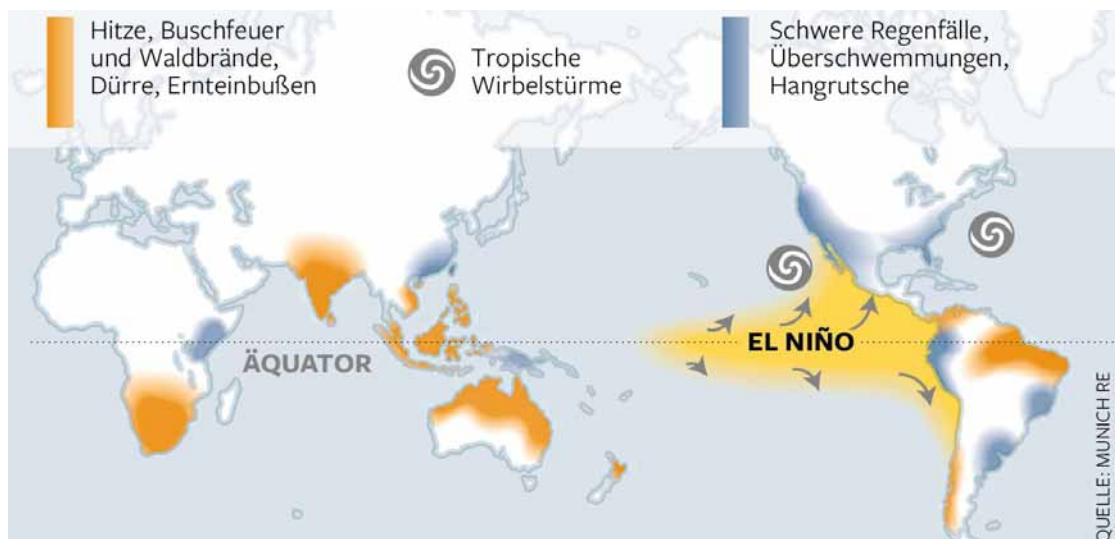 Hitze, Buschfeuer
und Waldbrände,
Dürre, Ernteinbußen
Tropische
Wirbelstürme
Schwere Regenfälle,
Überschwemmungen,
Hangrutsche
ÄQUATOR
EL NIÑO
QUELLE: MUNICH RE